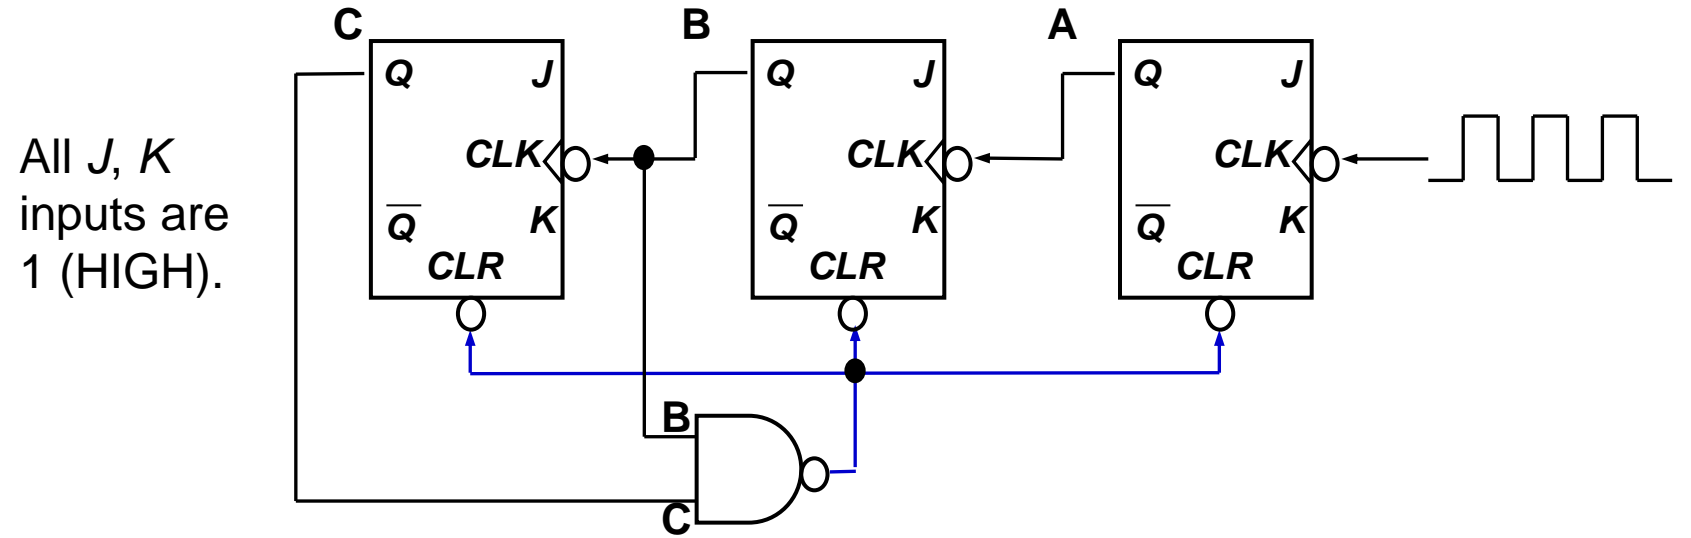 C
B
A
Q J
Q J
Q J
All J, K
inputs are
1 (HIGH).
CLK
CLK
CLK
Q̅ K
Q̅ K
Q̅ K
CLR
CLR
CLR
B
C